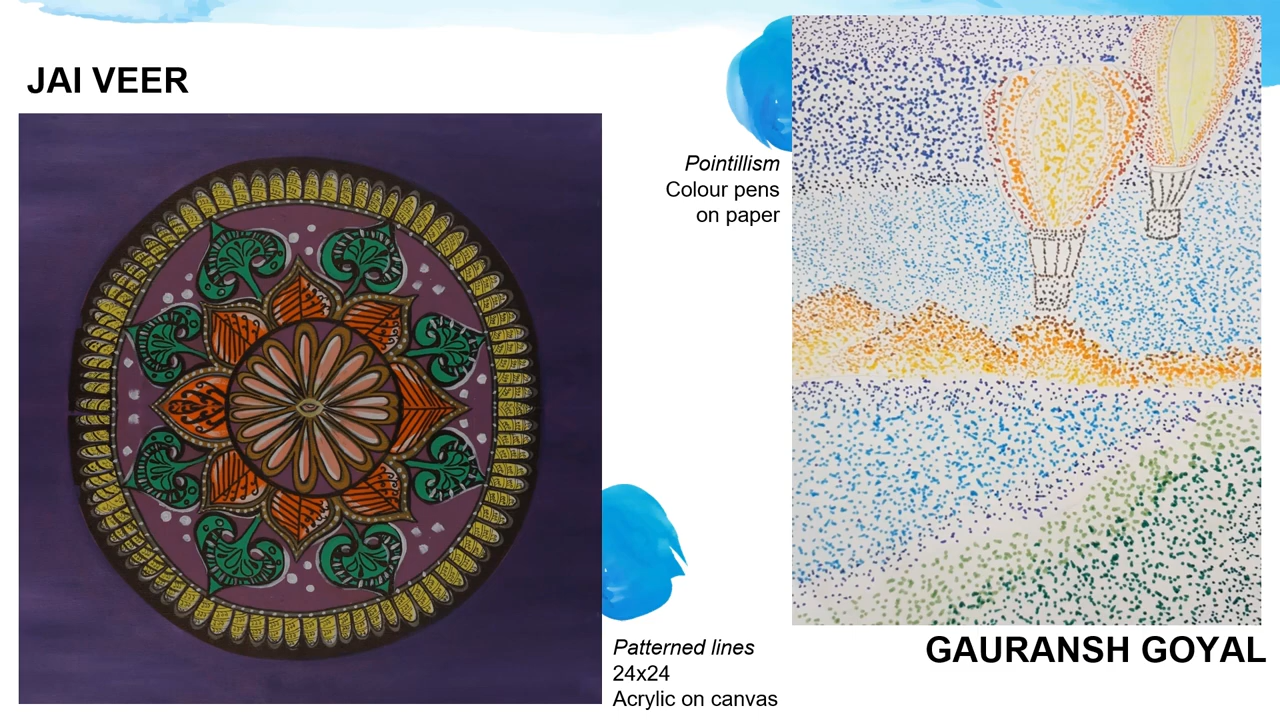 JAI VEER
Pointillism
Colour pens
on paper
Patterned lines
24x24
Acrylic on canvas
GAURANSH GOYAL